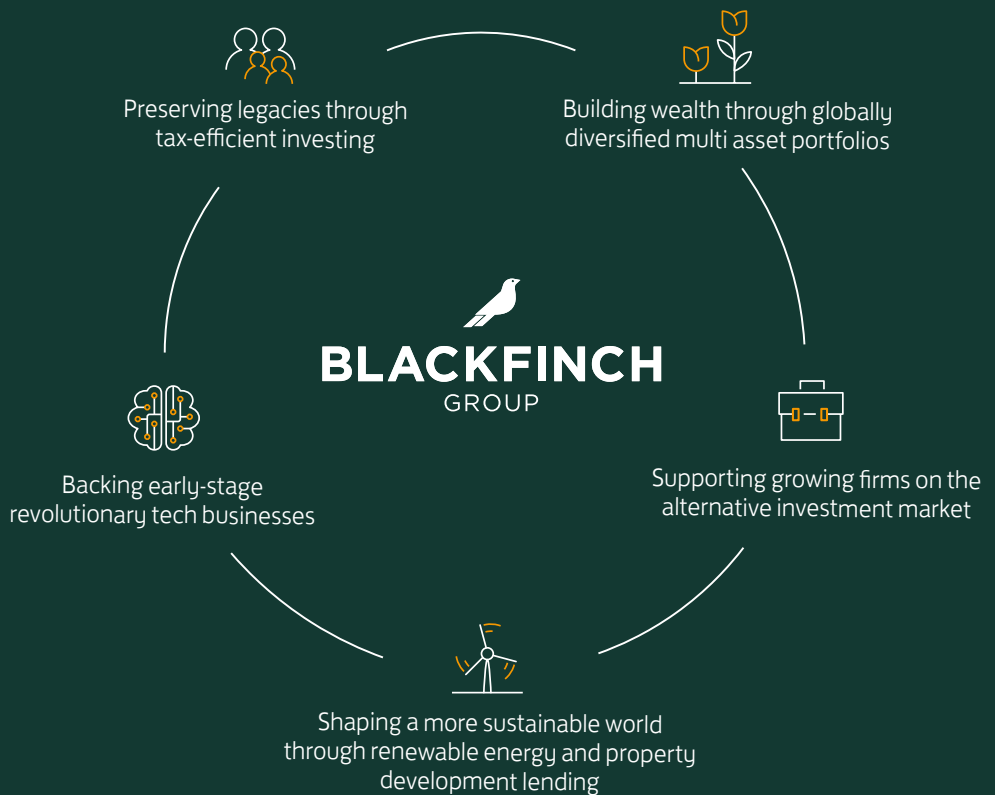 Preserving legacies through
tax-efficient investing
Building wealth through globally
diversified multi asset portfolios
BLACKFINCH
GROUP
Backing early-stage
revolutionary tech businesses
Supporting growing firms on the
alternative investment market
Shaping a more sustainable world
through renewable energy and property
development lending